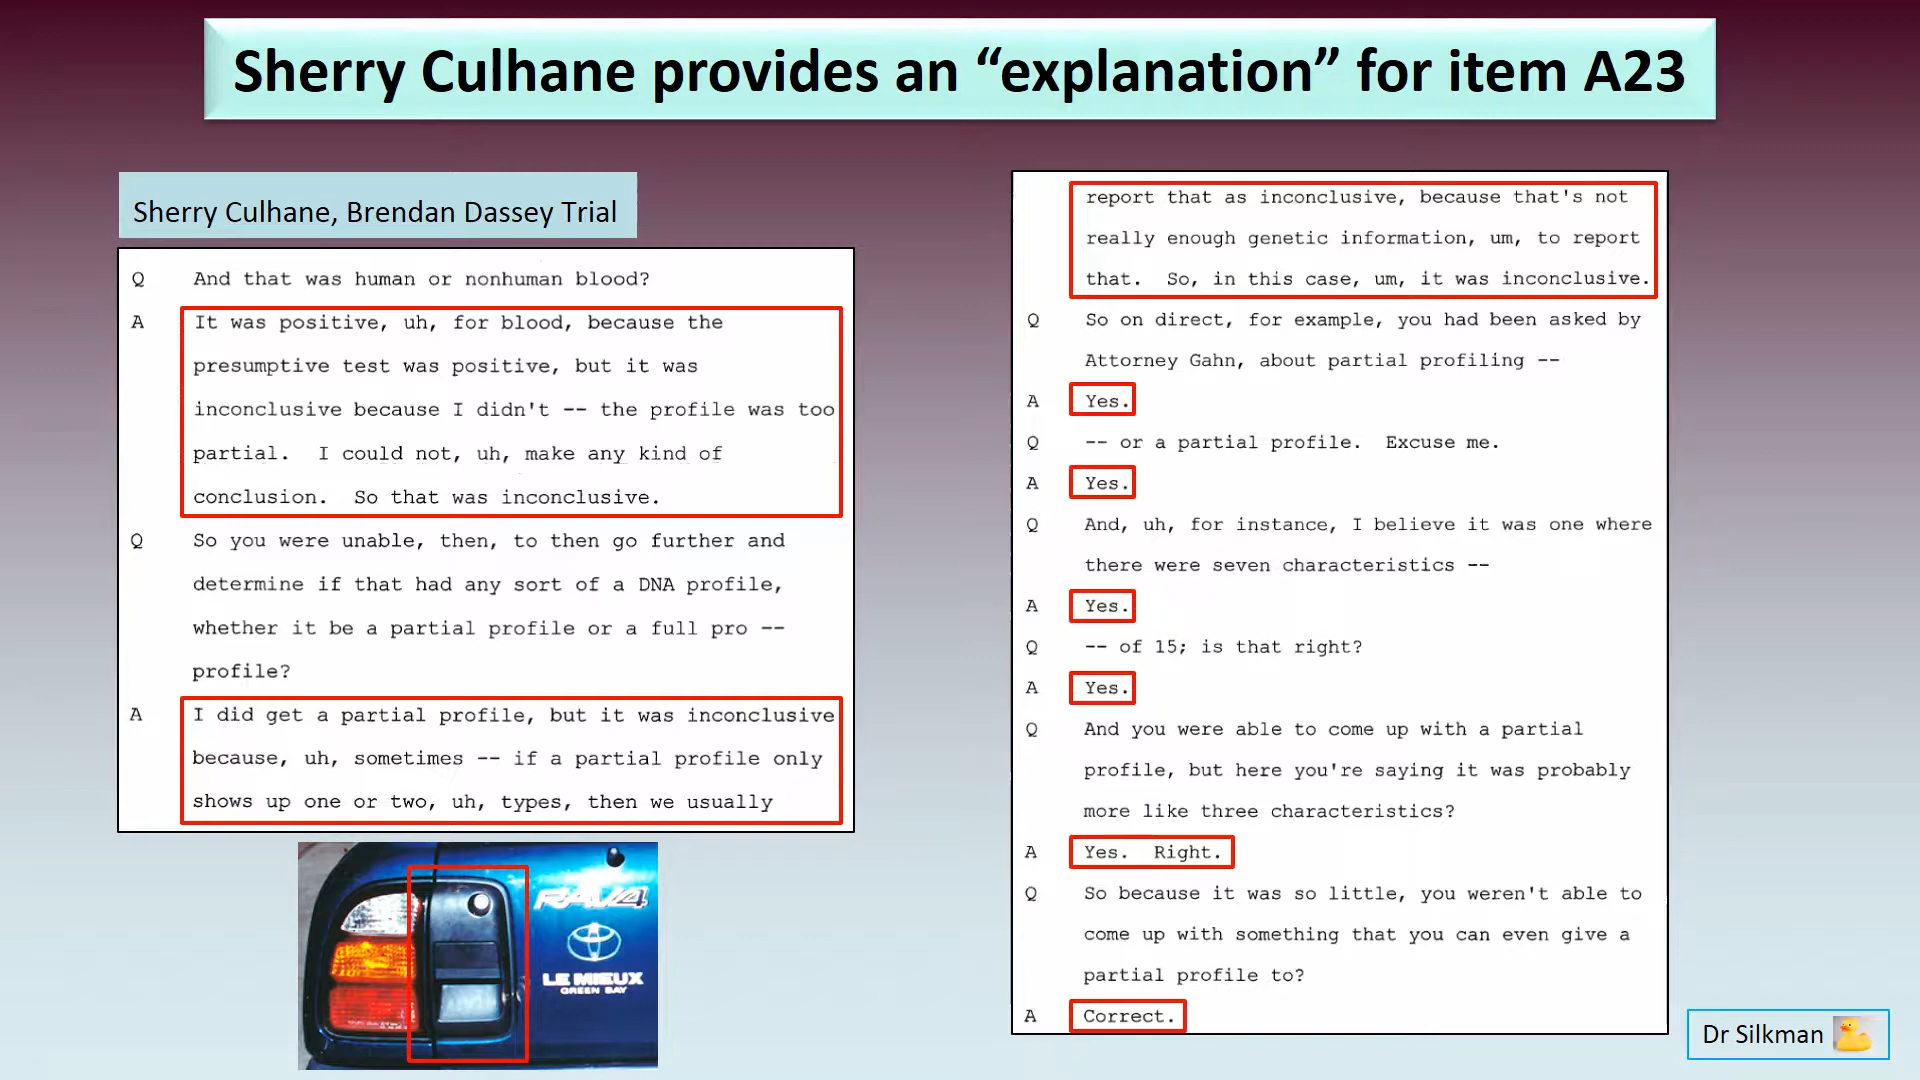 Sherry Culhane provides an “explanation” for item A23
Sherry Culhane, Brendan Dassey Trial
Q And that was human or nonhuman blood?
A It was positive, uh, for blood, because the
presumptive test was positive, but it was
inconclusive because I didn't -- the profile was too
partial. I could not, uh, make any kind of
conclusion. So that was inconclusive.
Q So you were unable, then, to then go further and
determine if that had any sort of a DNA profile,
whether it be a partial profile or a full pro --
profile?
A I did get a partial profile, but it was inconclusive
because, uh, sometimes -- if a partial profile only
shows up one or two, uh, types, then we usually
report that as inconclusive, because that's not
really enough genetic information, um, to report
that. So, in this case, um, it was inconclusive.
Q So on direct, for example, you had been asked by
Attorney Gahn, about partial profiling --
A Yes.
Q -- or a partial profile. Excuse me.
A Yes.
Q And, uh, for instance, I believe it was one where
there were seven characteristics --
A Yes.
Q -- of 15; is that right?
A Yes.
Q And you were able to come up with a partial
profile, but here you're saying it was probably
more like three characteristics?
A Yes. Right.
Q So because it was so little, you weren't able to
come up with something that you can even give a
partial profile to?
A Correct.
RAV4
LE MIEUX
GREEN BAY
Dr Silkman